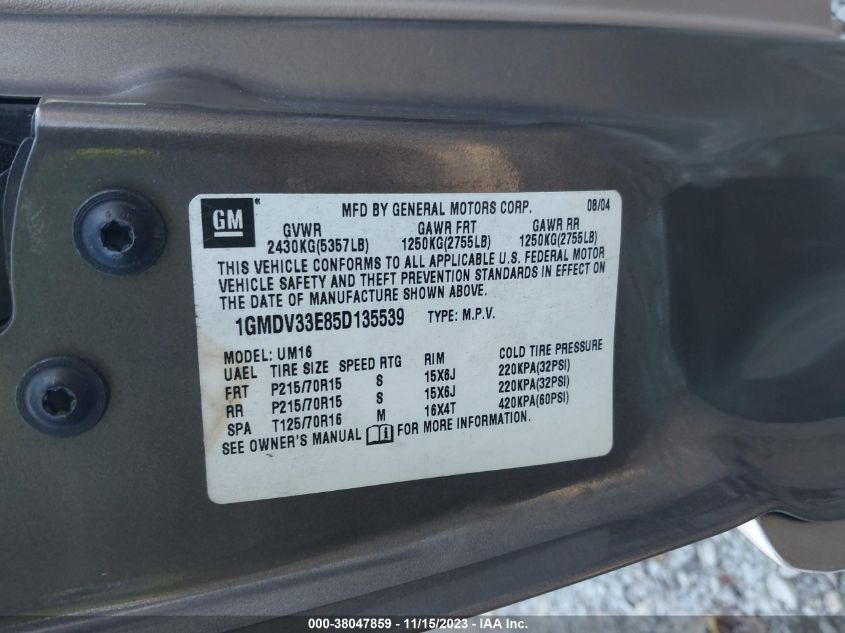 GM
MFD BY GENERAL MOTORS CORP. 08/04
GVWR GAWR FRT GAWR RR
2430KG(5357LB) 1250KG(2755LB) 1250KG(2755LB)
THIS VEHICLE CONFORMS TO ALL APPLICABLE U.S. FEDERAL MOTOR
VEHICLE SAFETY AND THEFT PREVENTION STANDARDS IN EFFECT ON
THE DATE OF MANUFACTURE SHOWN ABOVE.
1GMDV33E85D135539 TYPE: M.P.V.
MODEL: UM16
UAEL TIRE SIZE SPEED RTG RIM COLD TIRE PRESSURE
FRT P215/70R15 S 15X6J 220KPA(32PSI)
RR P215/70R15 S 15X6J 220KPA(32PSI)
SPA T125/70R16 M 16X4T 420KPA(60PSI)
SEE OWNER'S MANUAL FOR MORE INFORMATION.
000-38047859 - 11/15/2023 - IAA Inc.